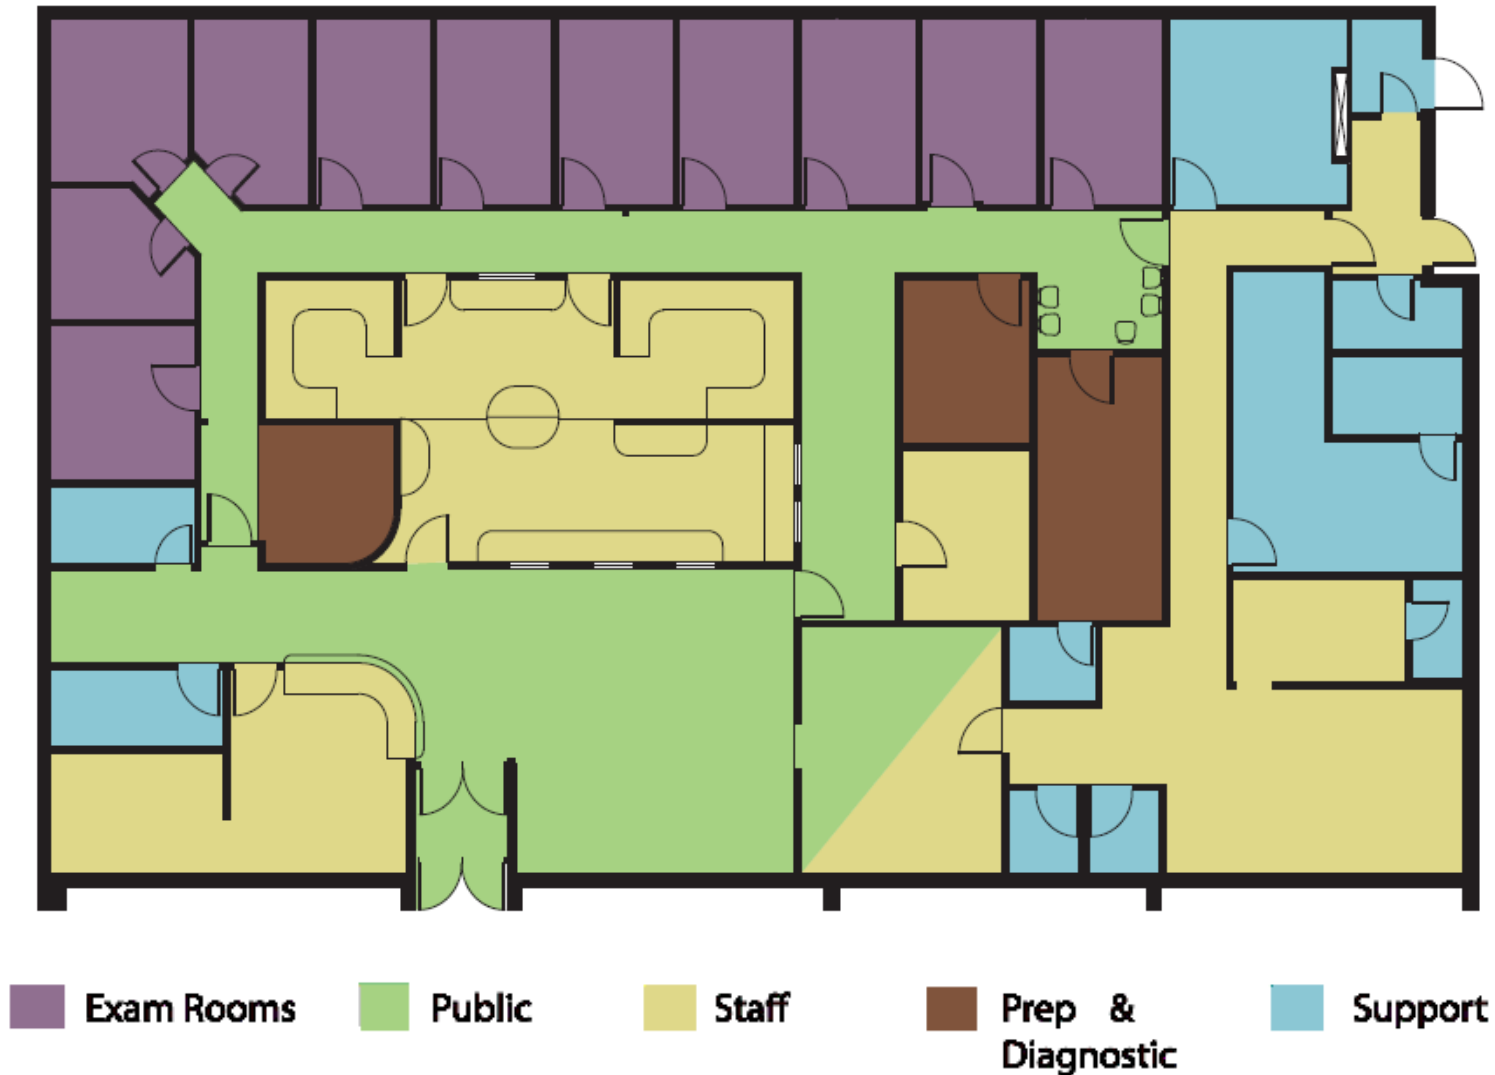 Exam Rooms
Public
Staff
Prep &
Diagnostic
Support